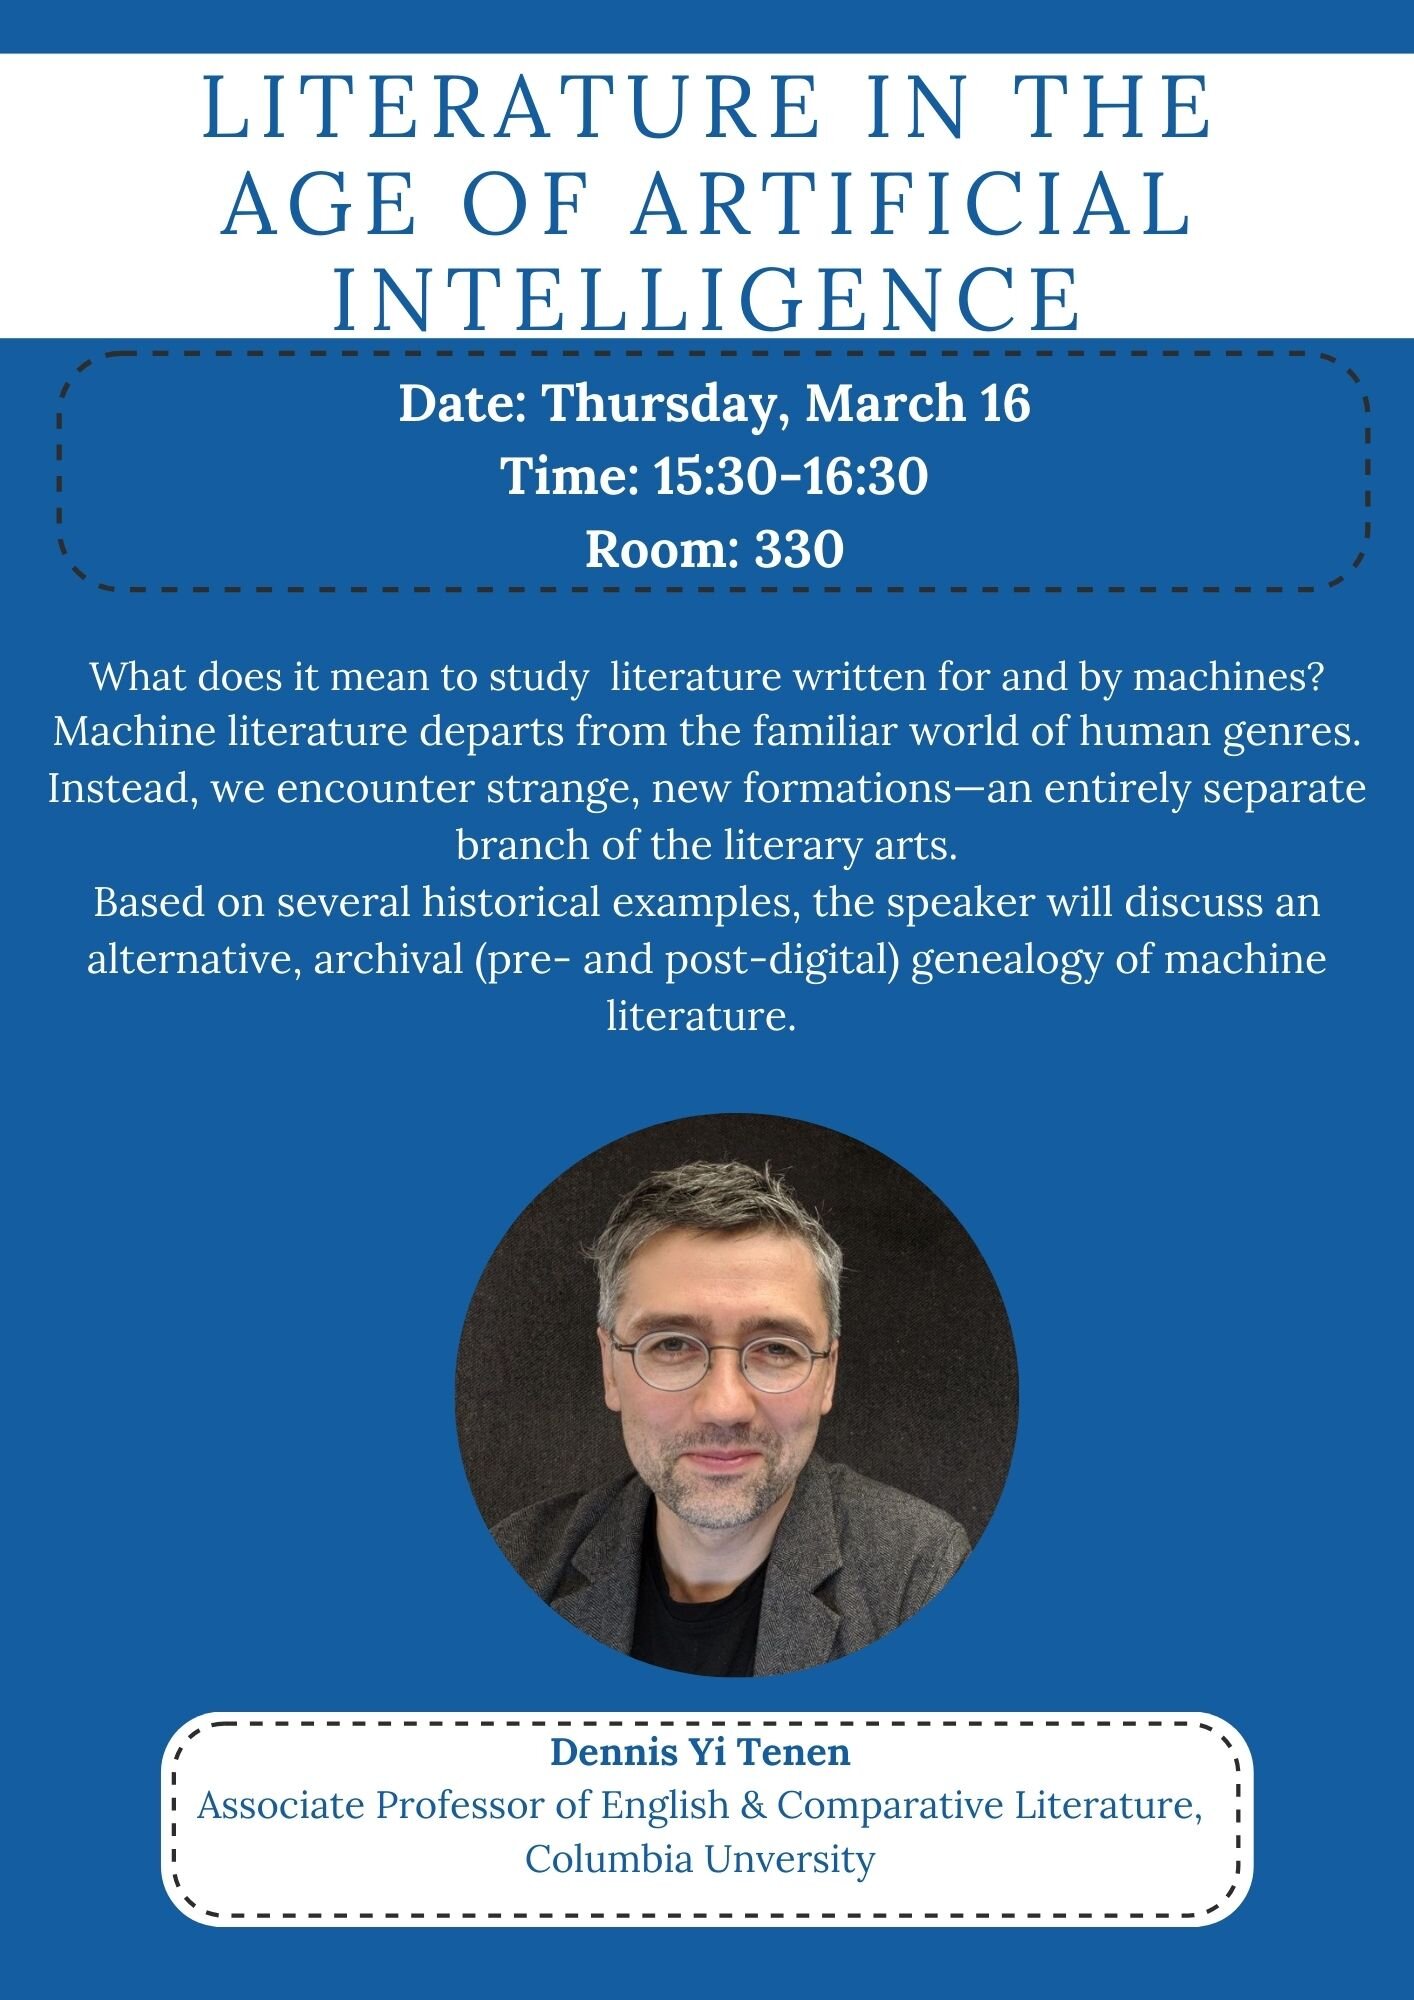 LITERATURE IN THE
AGE OF ARTIFICIAL
INTELLIGENCE
Date: Thursday, March 16
Time: 15:30-16:30
Room: 330
What does it mean to study  literature written for and by machines?
Machine literature departs from the familiar world of human genres.
Instead, we encounter strange, new formations—an entirely separate
branch of the literary arts.
Based on several historical examples, the speaker will discuss an
alternative, archival (pre- and post-digital) genealogy of machine
literature.
Dennis Yi Tenen
Associate Professor of English & Comparative Literature,
Columbia Unversity